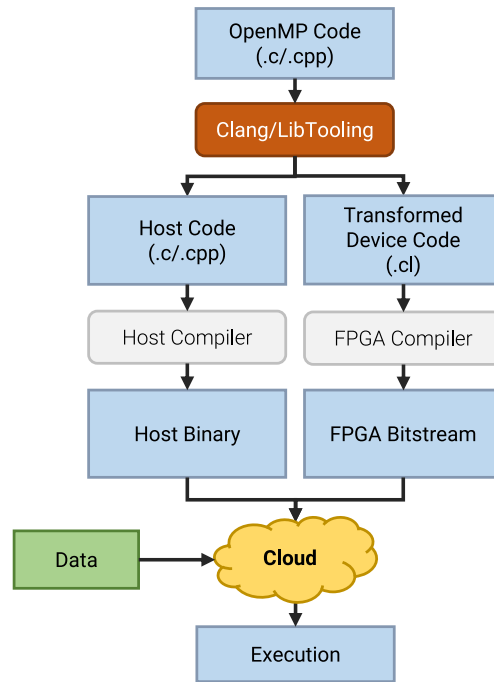 OpenMP Code
(.c/.cpp)
Clang/LibTooling
Host Code
(.c/.cpp)
Transformed
Device Code
(.cl)
Host Compiler
FPGA Compiler
Host Binary
FPGA Bitstream
Data
Cloud
Execution